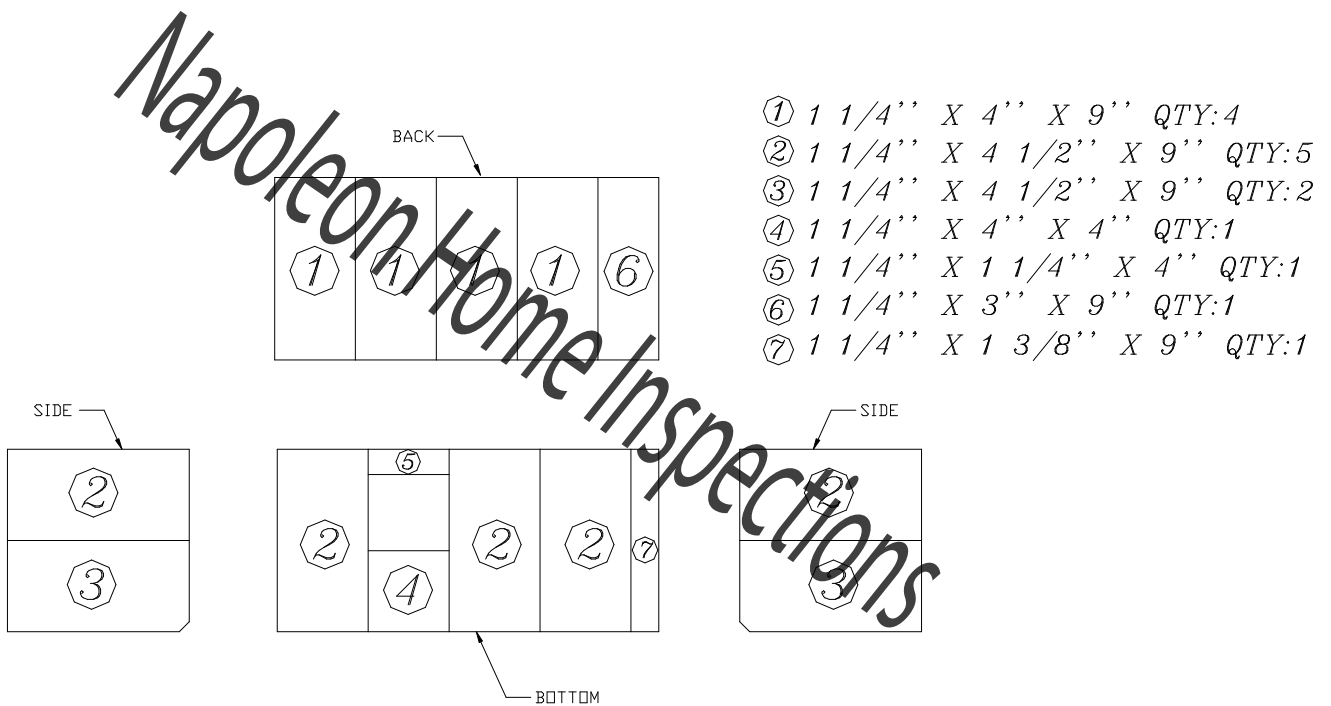 Napoleon Home Inspections
① 1 1/4'' X 4'' X 9'' QTY:4
② 1 1/4'' X 4 1/2'' X 9'' QTY:5
③ 1 1/4'' X 4 1/2'' X 9'' QTY:2
④ 1 1/4'' X 4'' X 4'' QTY:1
⑤ 1 1/4'' X 1 1/4'' X 4'' QTY:1
⑥ 1 1/4'' X 3'' X 9'' QTY:1
⑦ 1 1/4'' X 1 3/8'' X 9'' QTY:1
BACK
1 1 1 1 6
SIDE
2
3
5
2 4 2 2 7
BOTTOM
SIDE
2
3